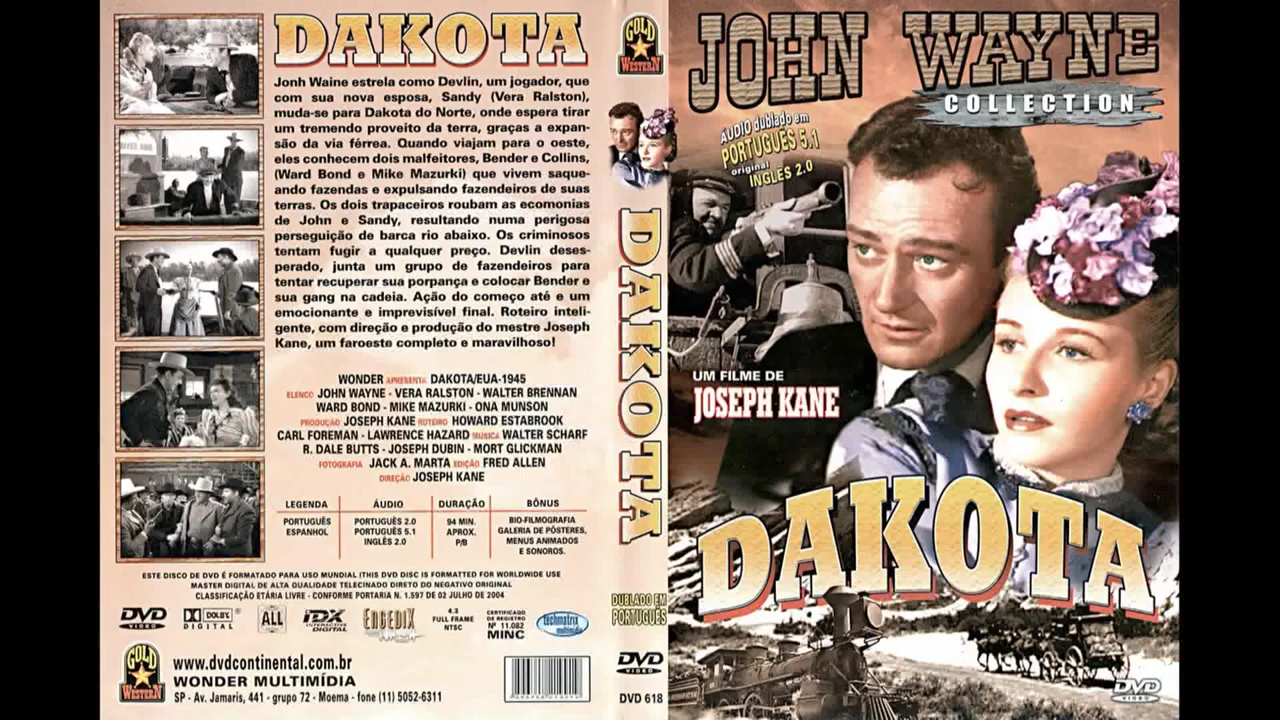 DAKOTA
Jonh Waine estrela como Devlin, um jogador, que
com sua nova esposa, Sandy (Vera Ralston),
muda-se para Dakota do Norte, onde espera tirar
um tremendo proveito da terra, graças a expan-
são da via férrea. Quando viajam para o oeste,
eles conhecem dois malfeitores, Bender e Collins,
(Ward Bond e Mike Mazurki) que vivem saque-
ando fazendas e expulsando fazendeiros de suas
terras. Os dois trapaceiros roubam as ecomonias
de John e Sandy, resultando numa perigosa
perseguição de barca rio abaixo. Os criminosos
tentam fugir a qualquer preço. Devlin deses-
perado, junta um grupo de fazendeiros para
tentar recuperar sua porpança e colocar Bender e
sua gang na cadeia. Ação do começo até e um
emocionante e imprevisível final. Roteiro inteli-
gente, com direção e produção do mestre Joseph
Kane, um faroeste completo e maravilhoso!
WONDER APRESENTA DAKOTA/EUA-1945
ELENCO JOHN WAYNE - VERA RALSTON - WALTER BRENNAN
WARD BOND - MIKE MAZURKI - ONA MUNSON
PRODUÇÃO JOSEPH KANE ROTEIRO HOWARD ESTABROOK
CARL FOREMAN - LAWRENCE HAZARD MUSICA WALTER SCHARF
R. DALE BUTTS - JOSEPH DUBIN - MORT GLICKMAN
FOTOGRAFIA JACK A. MARTA EDIÇÃO FRED ALLEN
DIREÇÃO JOSEPH KANE
LEGENDA ÁUDIO DURAÇÃO BÔNUS
PORTUGUÊS
ESPANHOL
PORTUGUÊS 2.0
PORTUGUÊS 5.1
INGLÊS 2.0
94 MIN.
APROX.
P/B
BIO-FILMOGRAFIA
GALERIA DE PÔSTERES,
MENUS ANIMADOS
E SONOROS.
ESTE DISCO DE DVD É FORMATADO PARA USO MUNDIAL (THIS DVD DISC IS FORMATTED FOR WORLDWIDE USE
MASTER DIGITAL DE ALTA QUALIDADE TELECINADO DIRETO DO NEGATIVO ORIGINAL
CLASSIFICAÇÃO ETÁRIA LIVRE - CONFORME PORTARIA N. 1.597 DE 02 JULHO DE 2004
DVD
VIDEO
DOLBY
DIGITAL
ALL
iDX
INTERACTIVE
DIGITAL
4.3
FULL FRAME
NTSC
CERTIFICADO
DE REGISTRO
Nº 11.082
MINC
techmatrix
multimídia
GOLD
WESTERN
www.dvdcontinental.com.br
WONDER MULTIMÍDIA
SP - Av. Jamaris, 441 - grupo 72 - Moema - fone (11) 5052-6311
GOLD
WESTERN
DAKOTA
DUBLADO EM
PORTUGUÊS
DVD
VIDEO
DVD 618
JOHN WAYNE
COLLECTION
ÁUDIO dublado em
PORTUGUÊS 5.1
original
INGLÊS 2.0
UM FILME DE
JOSEPH KANE
DAKOTA
DVD
VIDEO